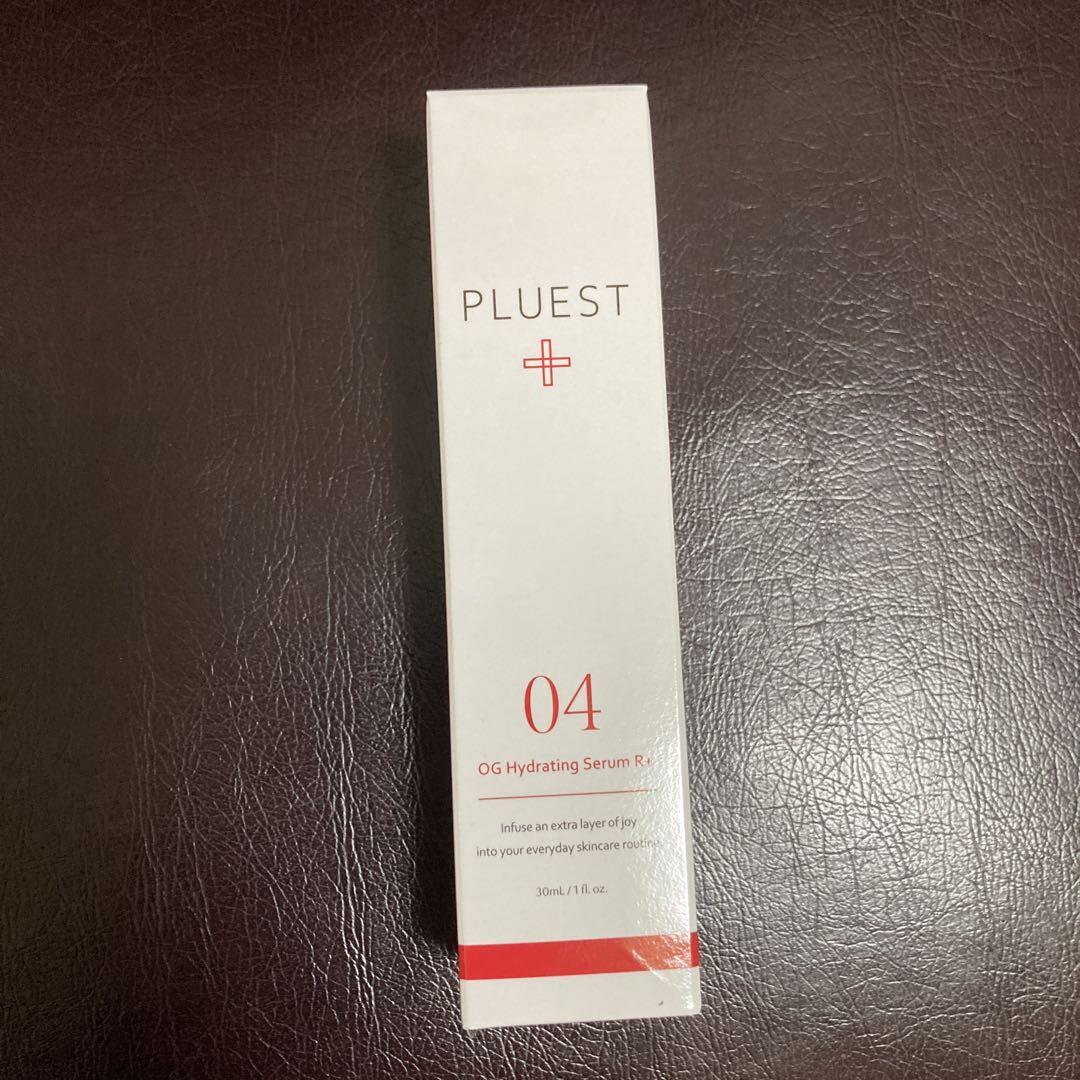 PLUEST
04
OG Hydrating Serum R+
Infuse an extra layer of joy
into your everyday skincare routine.
30mL / 1 fl. oz.